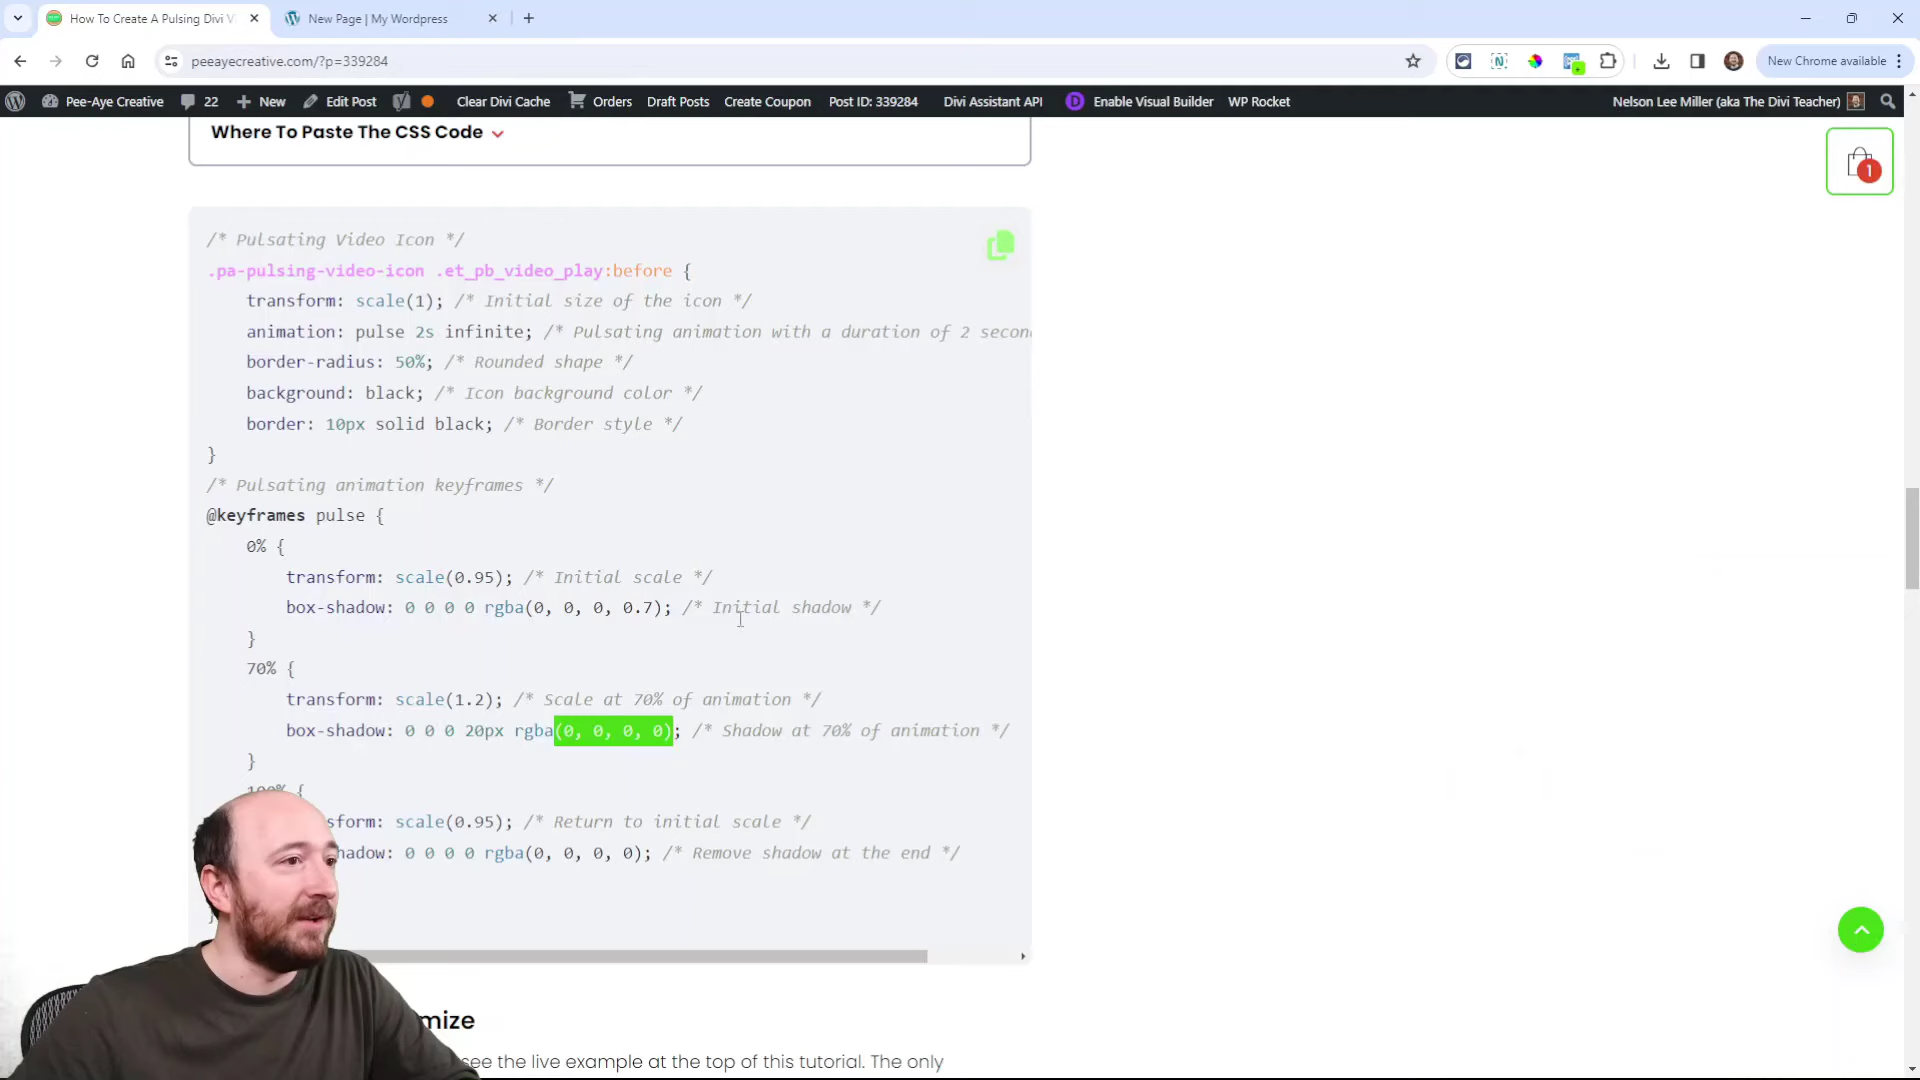 How To Create A Pulsing Divi V
New Page | My Wordpress
peeayecreative.com/?p=339284
New Chrome available
Pee-Aye Creative 22 New Edit Post Clear Divi Cache Orders Draft Posts Create Coupon Post ID: 339284 Divi Assistant API Enable Visual Builder WP Rocket Nelson Lee Miller (aka The Divi Teacher)
Where To Paste The CSS Code
1
/* Pulsating Video Icon */
.pa-pulsing-video-icon .et_pb_video_play:before {
transform: scale(1); /* Initial size of the icon */
animation: pulse 2s infinite; /* Pulsating animation with a duration of 2 secon
border-radius: 50%; /* Rounded shape */
background: black; /* Icon background color */
border: 10px solid black; /* Border style */
}
/* Pulsating animation keyframes */
@keyframes pulse {
0% {
transform: scale(0.95); /* Initial scale */
box-shadow: 0 0 0 0 rgba(0, 0, 0, 0.7); /* Initial shadow */
}
70% {
transform: scale(1.2); /* Scale at 70% of animation */
box-shadow: 0 0 0 20px rgba(0, 0, 0, 0); /* Shadow at 70% of animation */
}
100% {
sform: scale(0.95); /* Return to initial scale */
hadow: 0 0 0 0 rgba(0, 0, 0, 0); /* Remove shadow at the end */
}
mize
see the live example at the top of this tutorial. The only